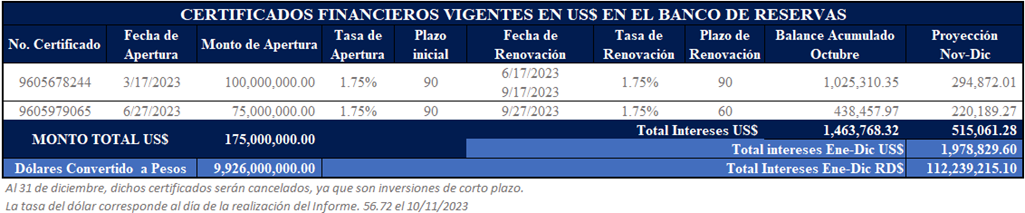 CERTIFICADOS FINANCIEROS VIGENTES EN US$ EN EL BANCO DE RESERVAS
No. Certificado Fecha de Apertura Monto de Apertura Tasa de Apertura Plazo inicial Fecha de Renovación Tasa de Renovación Plazo de Renovación Balance Acumulado Octubre Proyección Nov-Dic
9605678244 3/17/2023 100,000,000.00 1.75% 90 6/17/2023 9/17/2023 1.75% 90 1,025,310.35 294,872.01
9605979065 6/27/2023 75,000,000.00 1.75% 90 9/27/2023 1.75% 60 438,457.97 220,189.27
MONTO TOTAL US$ 175,000,000.00 Total Intereses US$ 1,463,768.32 515,061.28
Total intereses Ene-Dic US$ 1,978,829.60
Dólares Convertido a Pesos 9,926,000,000.00 Total Intereses Ene-Dic RD$ 112,239,215.10
Al 31 de diciembre, dichos certificados serán cancelados, ya que son inversiones de corto plazo.
La tasa del dólar corresponde al día de la realización del Informe. 56.72 el 10/11/2023